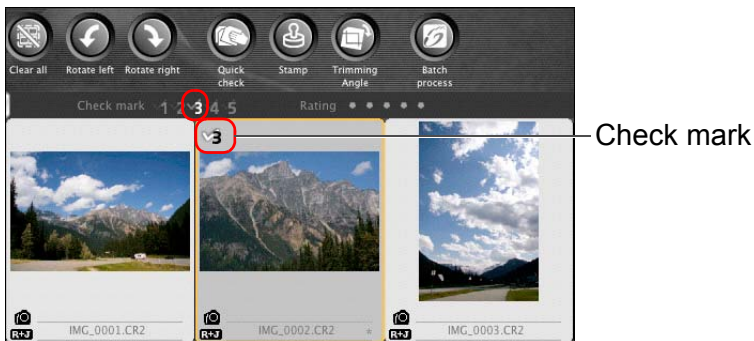 Clear all Rotate left Rotate right Quick check Stamp Trimming Angle Batch process
Check mark 1 2 3 4 5 Rating
3
Check mark
R+J IMG_0001.CR2 R+J IMG_0002.CR2 * R+J IMG_0003.CR2